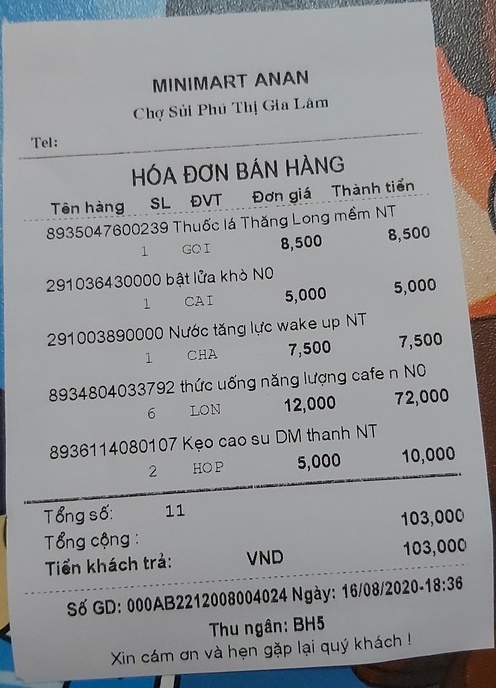 MINIMART ANAN
Chợ Sủi Phú Thị Gia Lâm
Tel:
HÓA ĐƠN BÁN HÀNG
Tên hàng SL ĐVT Đơn giá Thành tiền
8935047600239 Thuốc lá Thăng Long mềm NT
1 GOI 8,500 8,500
291036430000 bật lửa khò N0
1 CAI 5,000 5,000
291003890000 Nước tăng lực wake up NT
1 CHA 7,500 7,500
8934804033792 thức uống năng lượng cafe n N0
6 LON 12,000 72,000
8936114080107 Kẹo cao su DM thanh NT
2 HOP 5,000 10,000
Tổng số: 11
Tổng cộng : 103,000
Tiền khách trả: VND 103,000
Số GD: 000AB2212008004024 Ngày: 16/08/2020-18:36
Thu ngân: BH5
Xin cám ơn và hẹn gặp lại quý khách !